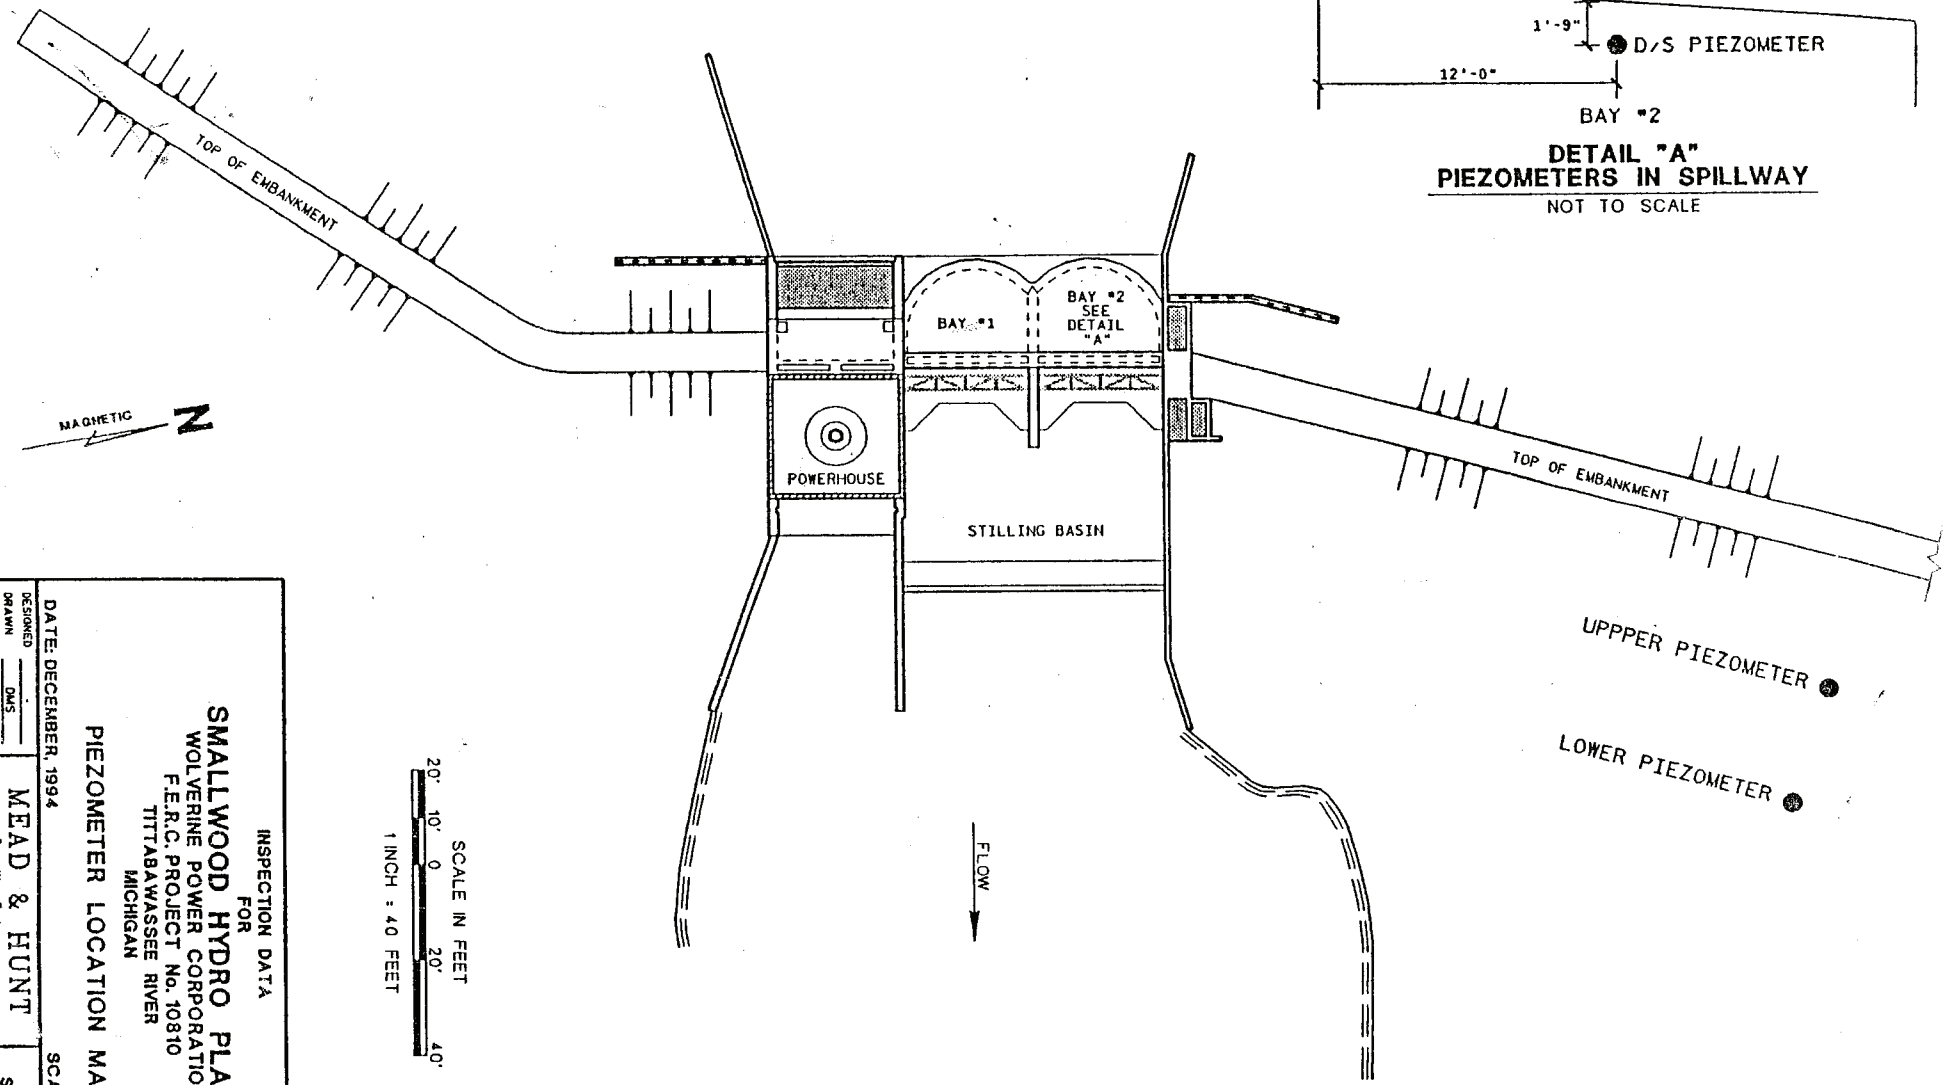 1'-9"
D/S PIEZOMETER
12'-0"
BAY #2
DETAIL "A"
PIEZOMETERS IN SPILLWAY
NOT TO SCALE
TOP OF EMBANKMENT
BAY #1
BAY #2
SEE
DETAIL
"A"
MAGNETIC
N
POWERHOUSE
STILLING BASIN
TOP OF EMBANKMENT
UPPPER PIEZOMETER
LOWER PIEZOMETER
FLOW
SCALE IN FEET
20' 10' 0 20' 40'
1 INCH = 40 FEET
INSPECTION DATA
FOR
SMALLWOOD HYDRO PLA
WOLVERINE POWER CORPORATIO
F.E.R.C. PROJECT No. 10810
TITTABAWASSEE RIVER
MICHIGAN
PIEZOMETER LOCATION MA
DATE: DECEMBER, 1994
SCA
DESIGNED
DRAWN DMS
MEAD & HUNT